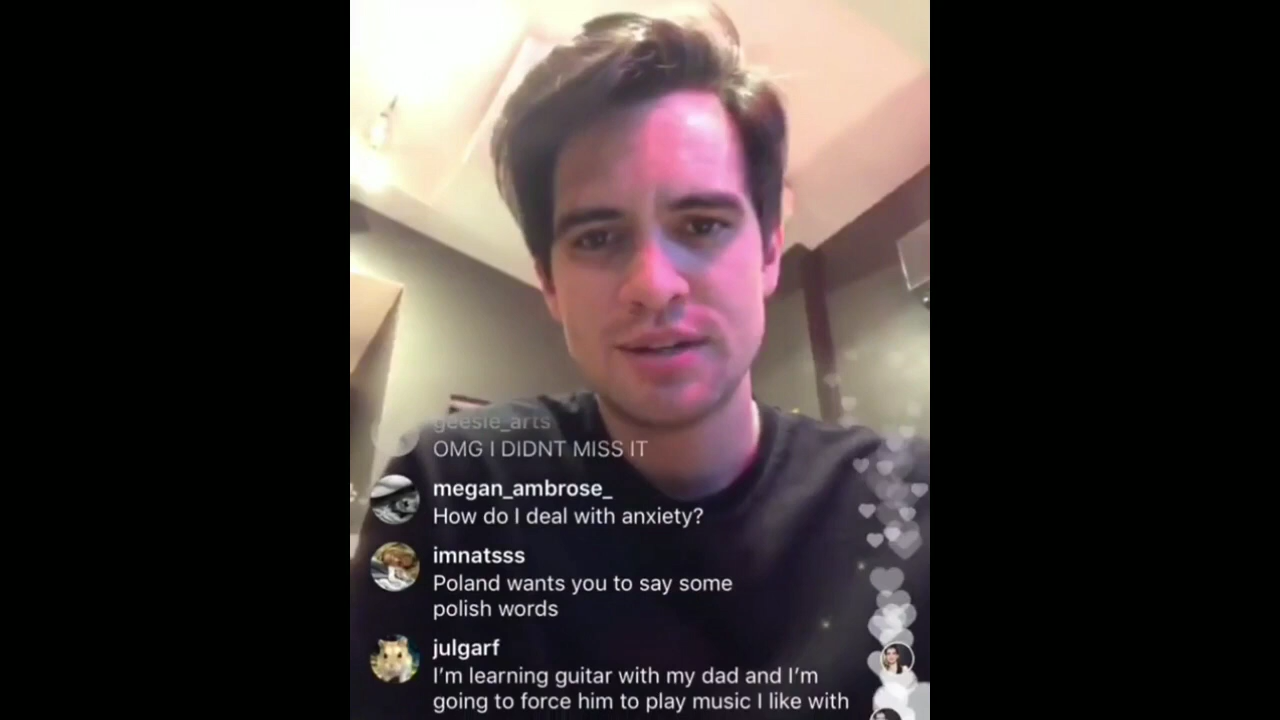 geesie_arts
OMG I DIDNT MISS IT
megan_ambrose_
How do I deal with anxiety?
imnatsss
Poland wants you to say some
polish words
julgarf
I’m learning guitar with my dad and I’m
going to force him to play music I like with